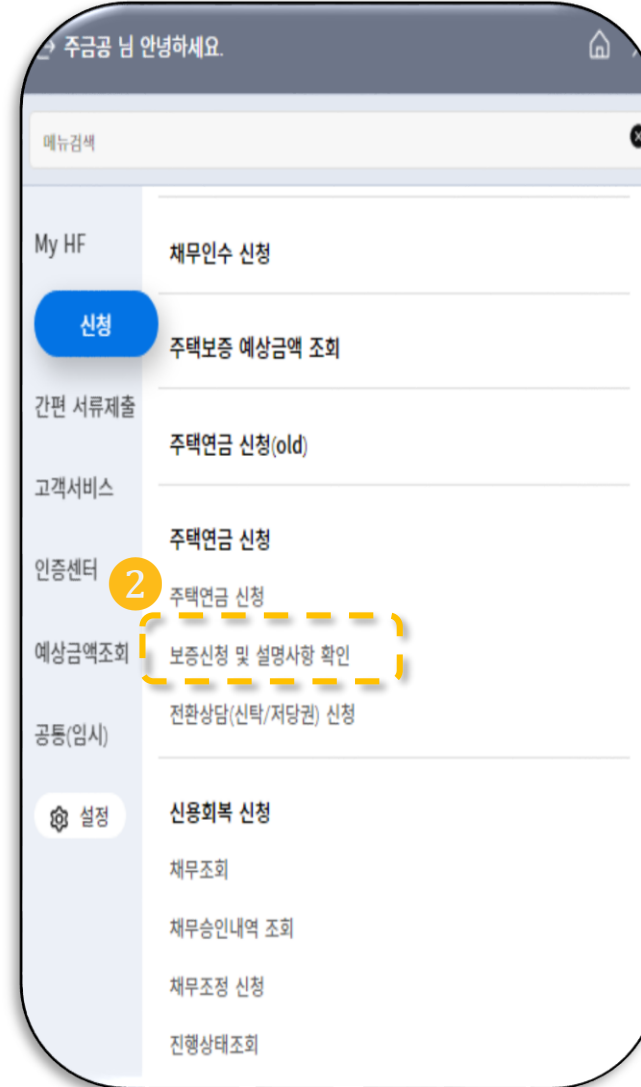 주금공 님 안녕하세요.
메뉴검색
My HF
신청
간편 서류제출
고객서비스
인증센터
예상금액조회
공통(임시)
설정
채무인수 신청
주택보증 예상금액 조회
주택연금 신청(old)
주택연금 신청
2
주택연금 신청
보증신청 및 설명사항 확인
전환상담(신탁/저당권) 신청
신용회복 신청
채무조회
채무승인내역 조회
채무조정 신청
진행상태조회